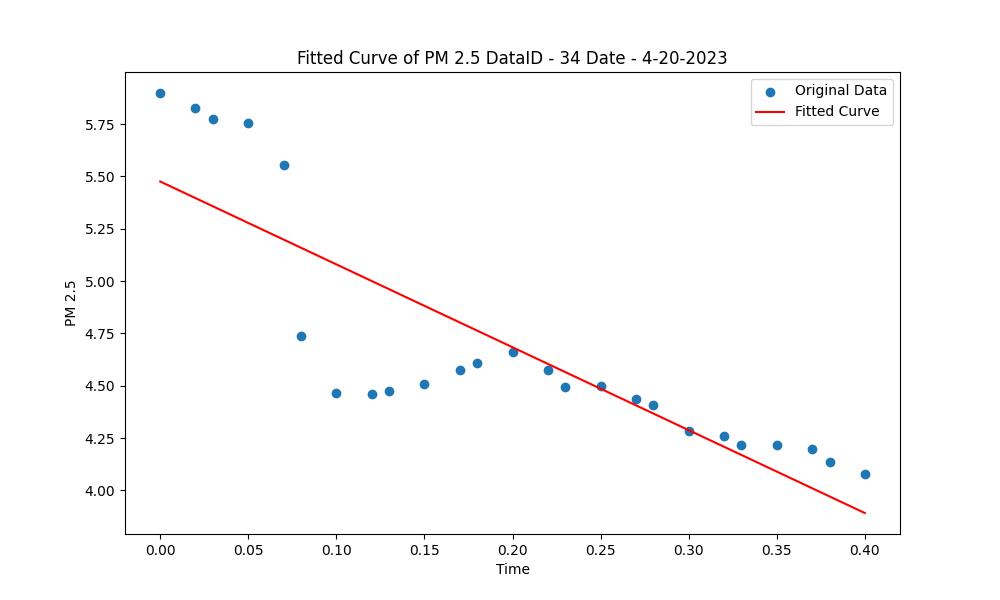 Fitted Curve of PM 2.5 DataID - 34 Date - 4-20-2023
Original Data
Fitted Curve
PM 2.5
5.75
5.50
5.25
5.00
4.75
4.50
4.25
4.00
0.00 0.05 0.10 0.15 0.20 0.25 0.30 0.35 0.40
Time